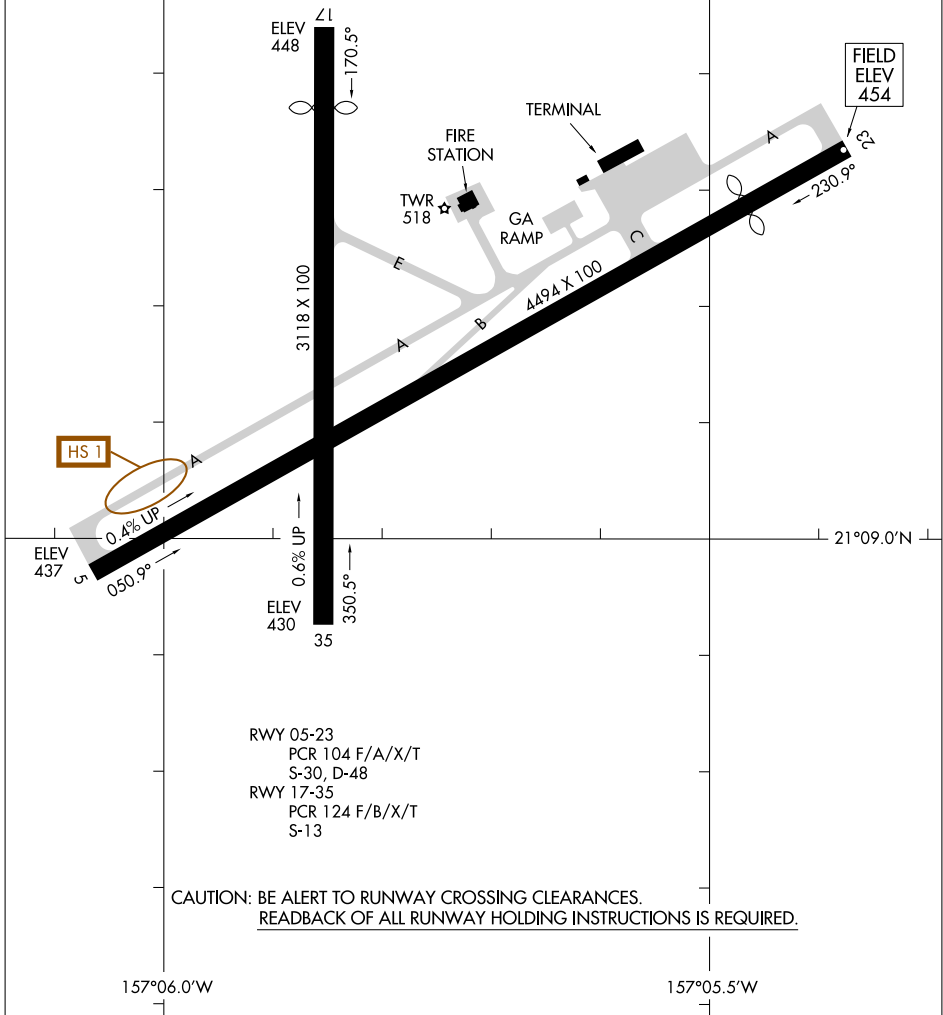 17
ELEV
448
170.5°
FIELD
ELEV
454
TERMINAL
A
23
FIRE
STATION
230.9°
TWR
518
GA
RAMP
C
E
4494 X 100
3118 X 100
B
A
HS 1
A
0.4% UP
21°09.0'N
ELEV
437
5
050.9°
0.6% UP
350.5°
ELEV
430
35
RWY 05-23
PCR 104 F/A/X/T
S-30, D-48
RWY 17-35
PCR 124 F/B/X/T
S-13
CAUTION: BE ALERT TO RUNWAY CROSSING CLEARANCES.
READBACK OF ALL RUNWAY HOLDING INSTRUCTIONS IS REQUIRED.
157°06.0'W
157°05.5'W